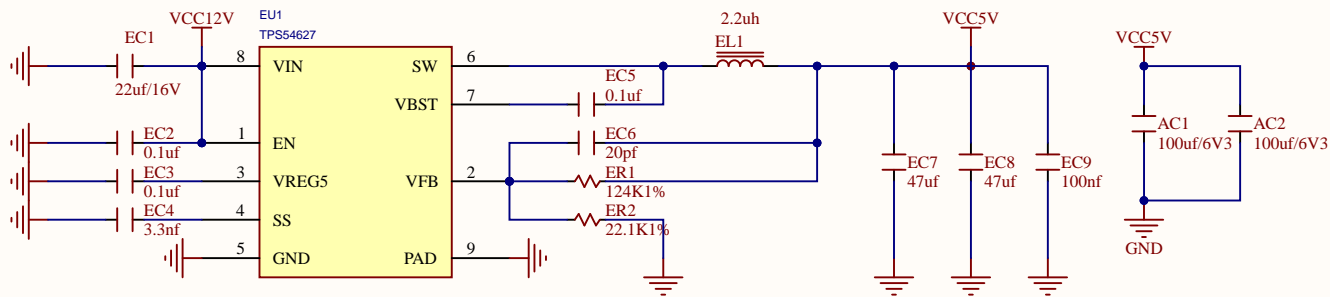 VCC12V
EU1
TPS54627
2.2uh
VCC5V
EC1
8
VIN
SW
6
EL1
VCC5V
22uf/16V
VBST
7
EC5
0.1uf
EC2
1
EN
EC6
AC1
AC2
0.1uf
20pf
100uf/6V3
100uf/6V3
EC3
3
VREG5
VFB
2
ER1
EC7
EC8
EC9
0.1uf
124K1%
47uf
47uf
100nf
EC4
4
SS
ER2
3.3nf
22.1K1%
5
GND
PAD
9
GND